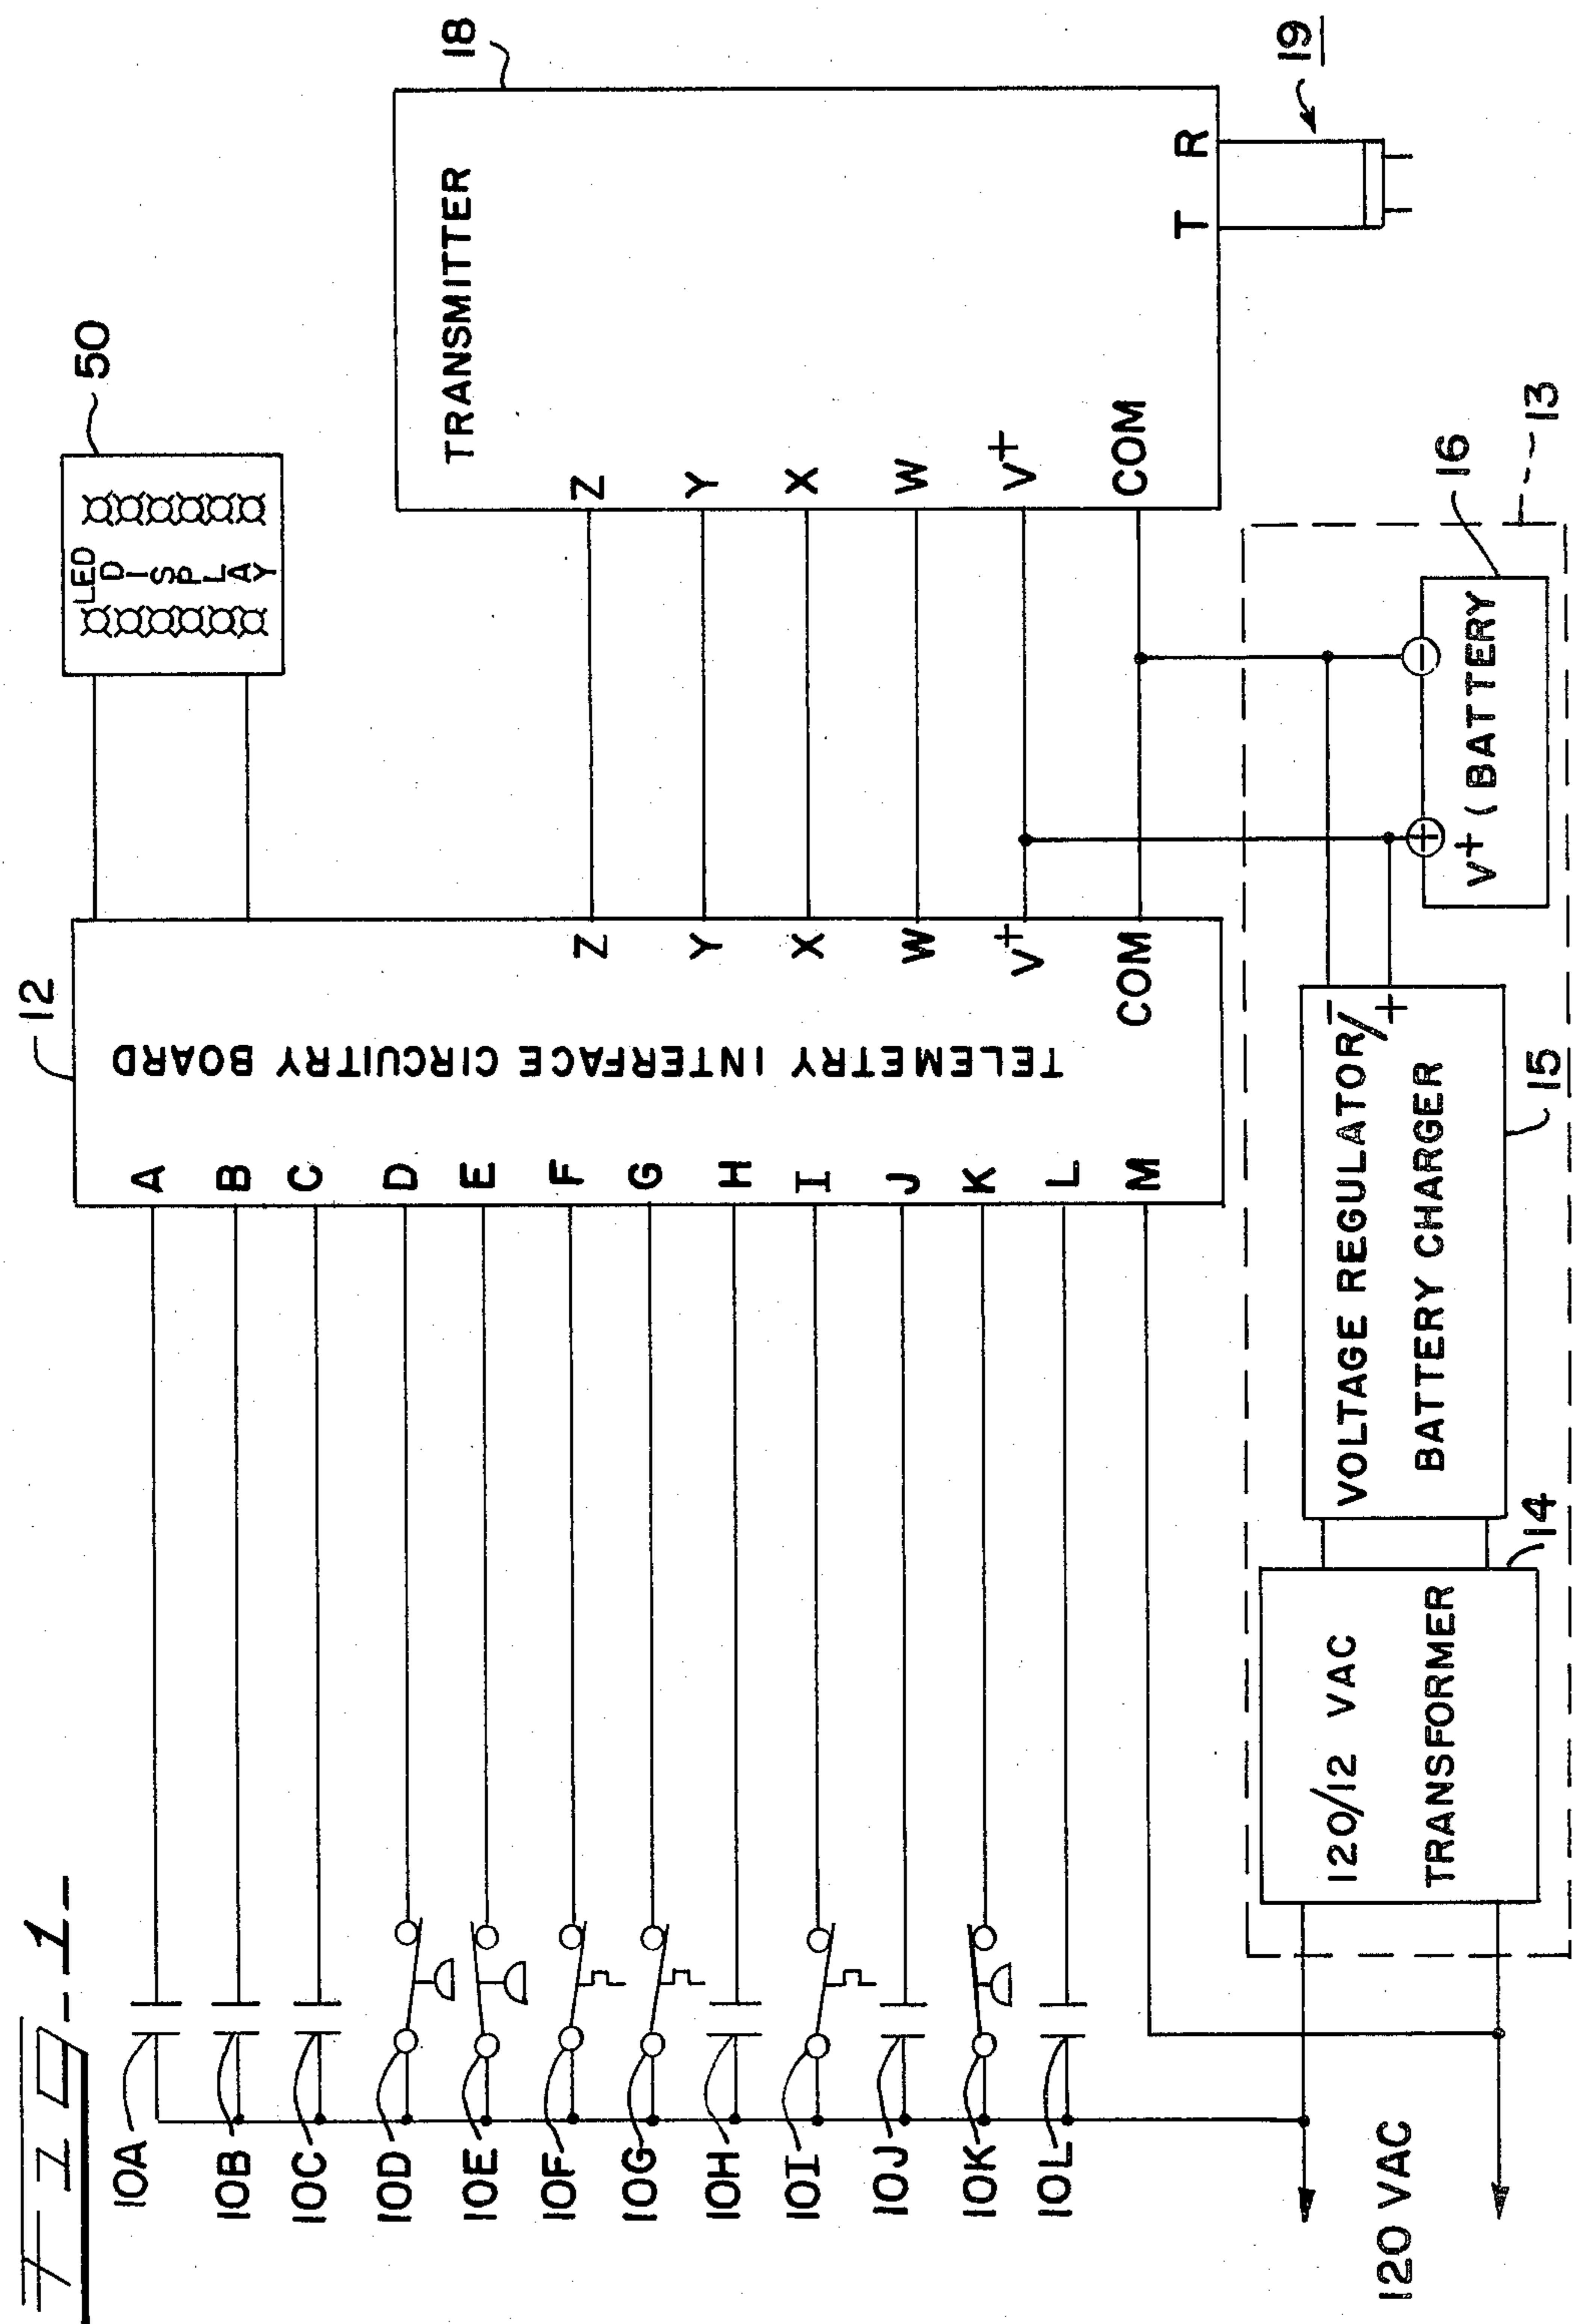 FIG-1-
12
50
18
LED
DISPLAY
TELEMETRY INTERFACE CIRCUITRY BOARD
TRANSMITTER
10A
10B
10C
10D
10E
10F
10G
10H
10I
10J
10K
10L
A
B
C
D
E
F
G
H
I
J
K
L
M
Z
Y
X
W
V+
COM
Z
Y
X
W
V+
COM
T R
19
120 VAC
120/12 VAC
TRANSFORMER
14
VOLTAGE REGULATOR/
BATTERY CHARGER
- +
15
+ -
V+ (BATTERY
16
13